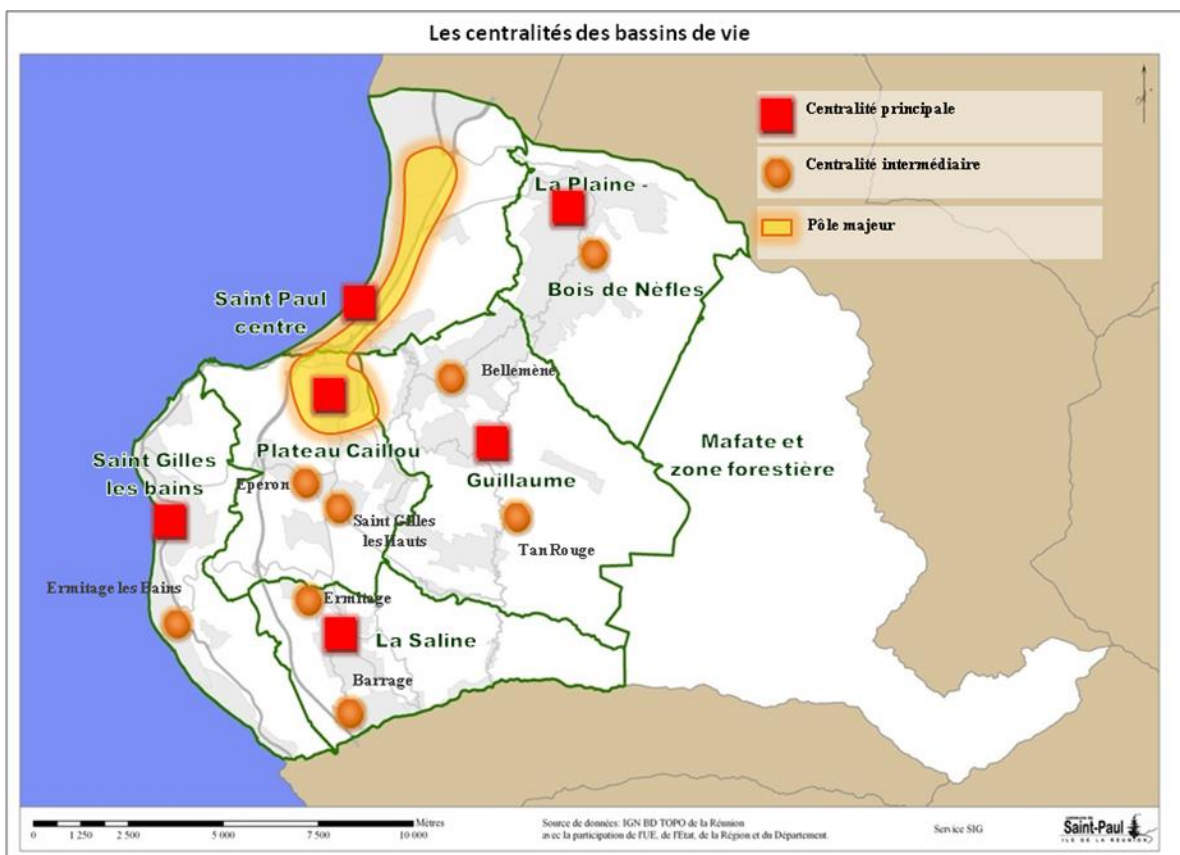 Les centralités des bassins de vie
Centralité principale
Centralité intermédiaire
Pôle majeur
La Plaine -
Bois de Nèfles
Saint Paul
centre
Bellemène
Mafate et
zone forestière
Plateau Caillou
Guillaume
Saint Gilles
les bains
Eperon
Saint Gilles
les Hauts
Tan Rouge
Ermitage les Bains
Ermitage
La Saline
Barrage
Mètres
0 1 250 2 500 5 000 7 500 10 000
Source de données: IGN BD TOPO de la Réunion
avec la participation de l'UE, de l'Etat, de la Région et du Département.
Service SIG
Saint-Paul
ILE DE LA REUNION